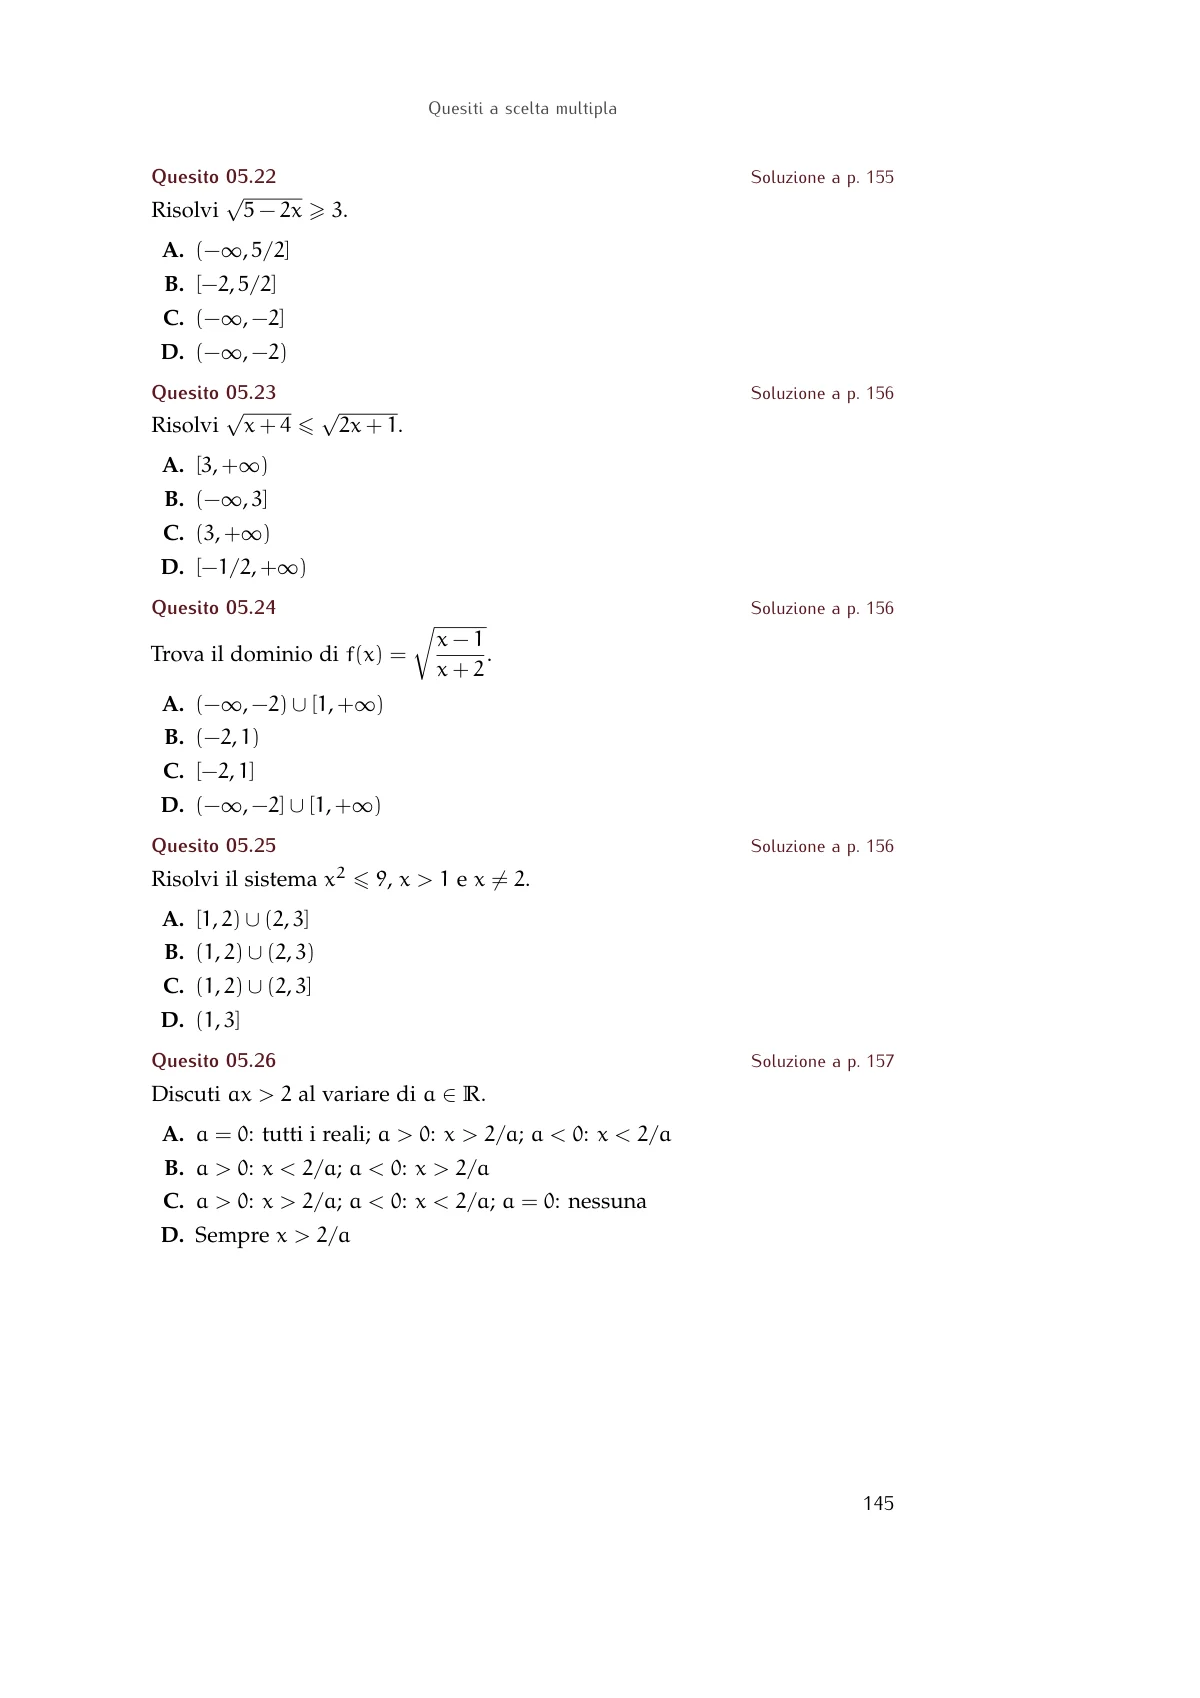 Quesiti a scelta multipla
Quesito 05.22 Soluzione a p. 155
Risolvi √(5 − 2x) ⩾ 3.
A. (−∞, 5/2]
B. [−2, 5/2]
C. (−∞, −2]
D. (−∞, −2)
Quesito 05.23 Soluzione a p. 156
Risolvi √(x + 4) ⩽ √(2x + 1).
A. [3, +∞)
B. (−∞, 3]
C. (3, +∞)
D. [−1/2, +∞)
Quesito 05.24 Soluzione a p. 156
Trova il dominio di f(x) = √((x − 1)/(x + 2)).
A. (−∞, −2) ∪ [1, +∞)
B. (−2, 1)
C. [−2, 1]
D. (−∞, −2] ∪ [1, +∞)
Quesito 05.25 Soluzione a p. 156
Risolvi il sistema x² ⩽ 9, x > 1 e x ≠ 2.
A. [1, 2) ∪ (2, 3]
B. (1, 2) ∪ (2, 3)
C. (1, 2) ∪ (2, 3]
D. (1, 3]
Quesito 05.26 Soluzione a p. 157
Discuti ax > 2 al variare di a ∈ ℝ.
A. a = 0: tutti i reali; a > 0: x > 2/a; a < 0: x < 2/a
B. a > 0: x < 2/a; a < 0: x > 2/a
C. a > 0: x > 2/a; a < 0: x < 2/a; a = 0: nessuna
D. Sempre x > 2/a
145